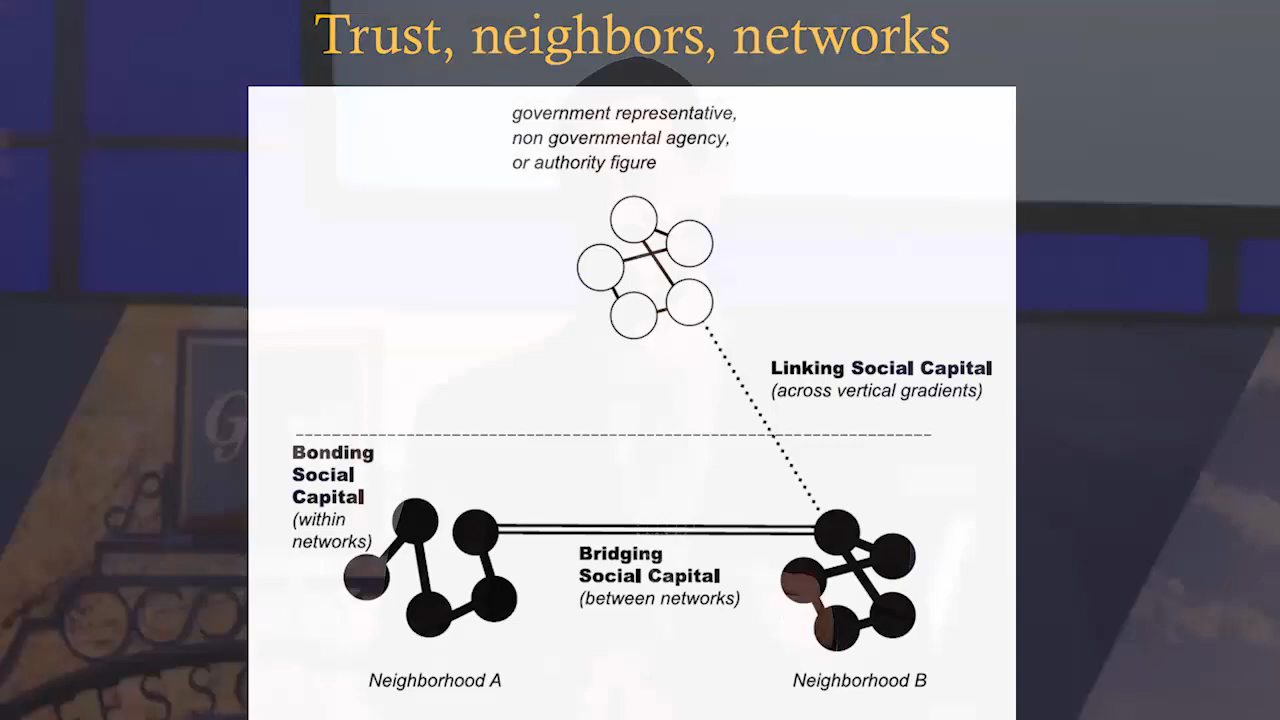 Trust, neighbors, networks
government representative,
non governmental agency,
or authority figure
Linking Social Capital
(across vertical gradients)
Bonding
Social
Capital
(within
networks)
Bridging
Social Capital
(between networks)
Neighborhood A
Neighborhood B